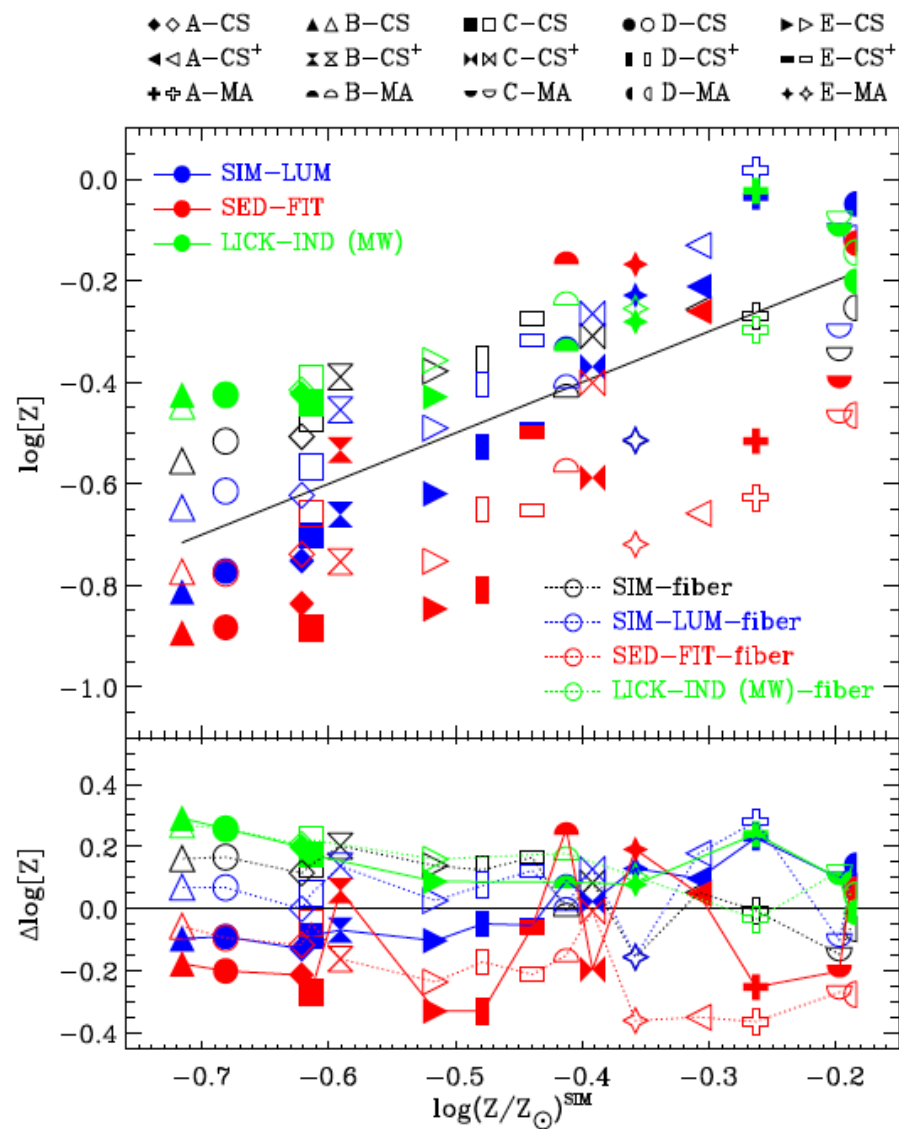 A−CS B−CS C−CS D−CS E−CS
A−CS+ B−CS+ C−CS+ D−CS+ E−CS+
A−MA B−MA C−MA D−MA E−MA
0.0
SIM−LUM
SED−FIT
LICK−IND (MW)
−0.2
−0.4
log[Z]
−0.6
−0.8
−1.0
SIM−fiber
SIM−LUM−fiber
SED−FIT−fiber
LICK−IND (MW)−fiber
0.4
0.2
Δlog[Z]
0.0
−0.2
−0.4
−0.7 −0.6 −0.5 −0.4 −0.3 −0.2
log(Z/Z⊙)SIM